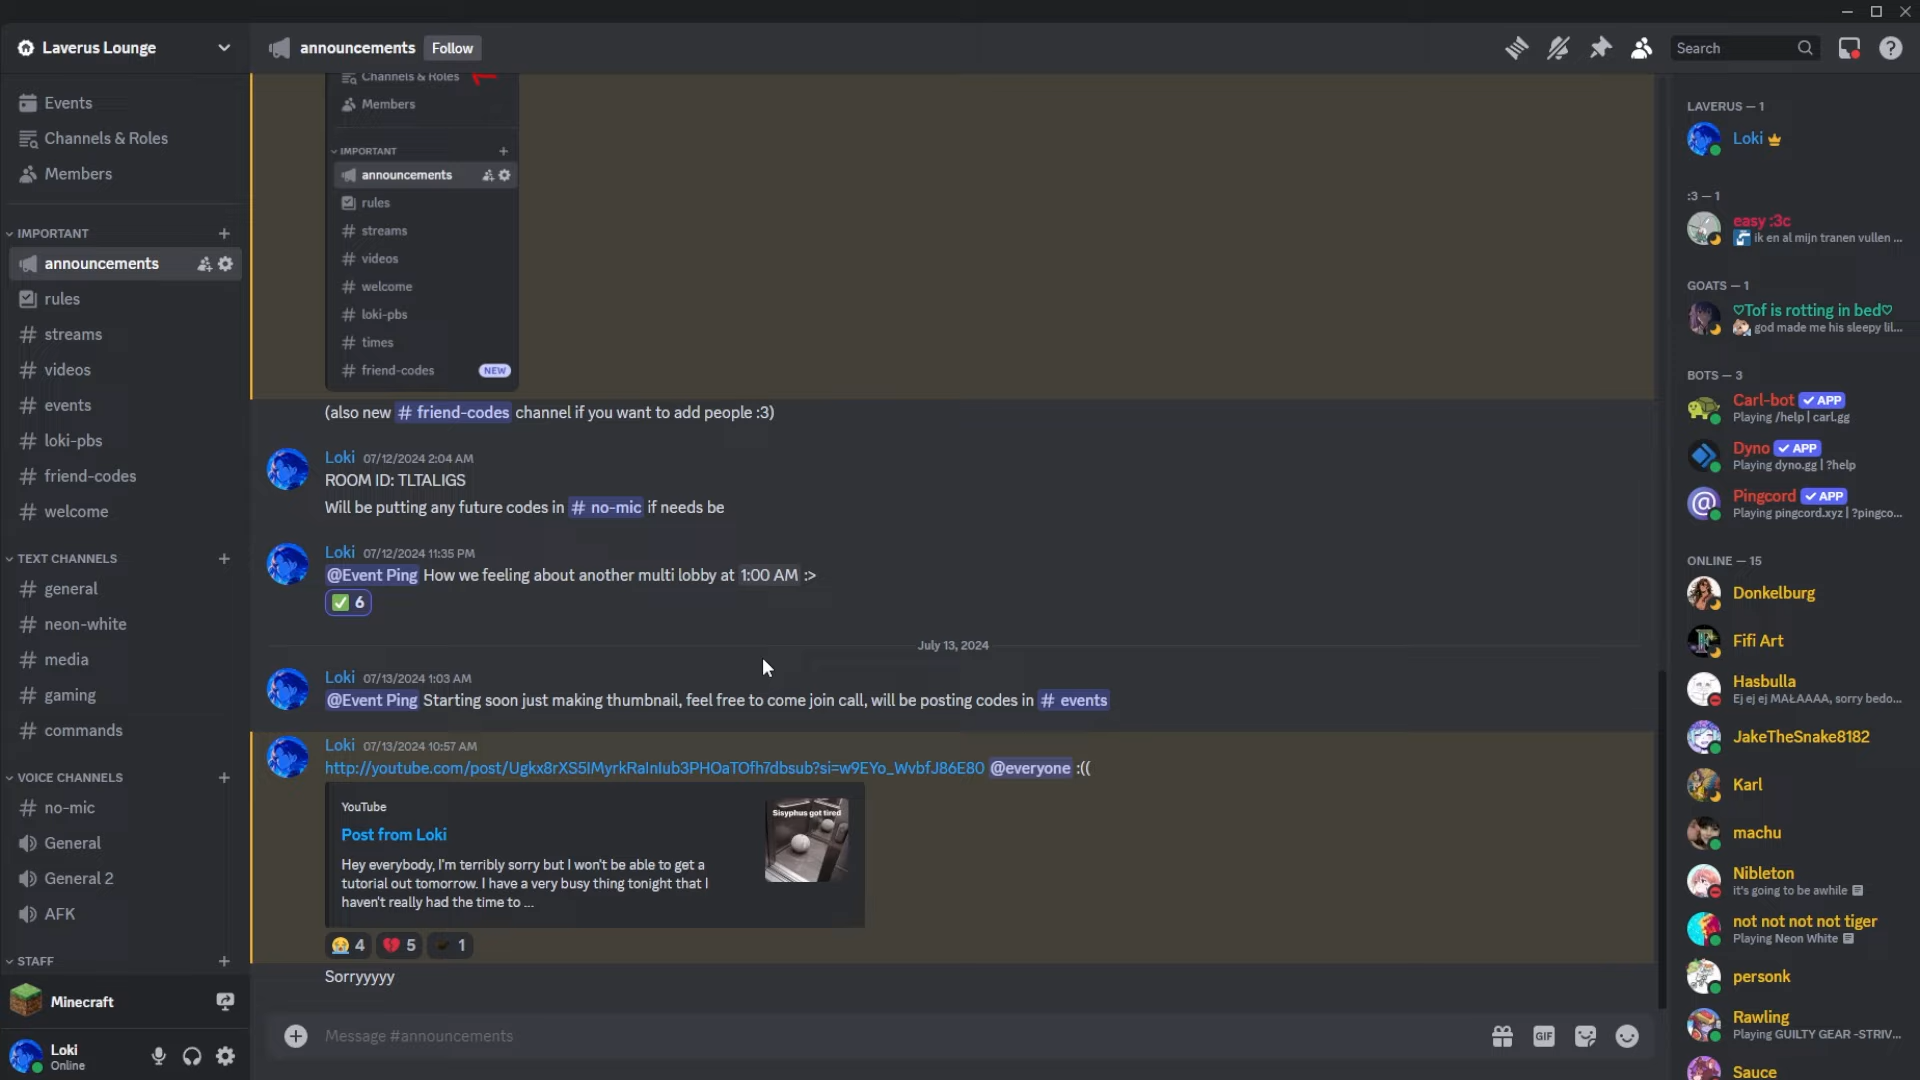 Laverus Lounge
Events
Channels & Roles
Members
IMPORTANT
announcements
rules
streams
videos
events
loki-pbs
friend-codes
welcome
TEXT CHANNELS
general
neon-white
media
gaming
commands
VOICE CHANNELS
no-mic
General
General 2
AFK
STAFF
Minecraft
Loki
Online
announcements Follow
Search
Channels & Roles
Members
IMPORTANT
announcements
rules
# streams
# videos
# welcome
# loki-pbs
# times
# friend-codes NEW
(also new # friend-codes channel if you want to add people :3)
Loki 07/12/2024 2:04 AM
ROOM ID: TLTALIGS
Will be putting any future codes in # no-mic if needs be
Loki 07/12/2024 11:35 PM
@Event Ping How we feeling about another multi lobby at 1:00 AM :>
6
July 13, 2024
Loki 07/13/2024 1:03 AM
@Event Ping Starting soon just making thumbnail, feel free to come join call, will be posting codes in # events
Loki 07/13/2024 10:57 AM
http://youtube.com/post/Ugkx8rXS5IMyrkRaInIub3PHOaTOfh7dbsub?si=w9EYo_WvbfJ86E80 @everyone :((
YouTube
Post from Loki
Hey everybody, I'm terribly sorry but I won't be able to get a
tutorial out tomorrow. I have a very busy thing tonight that I
haven't really had the time to ...
Sisyphus got tired
4 5 1
Sorryyyyy
Message #announcements
GIF
LAVERUS — 1
Loki
:3 — 1
easy :3c
ik en al mijn tranen vullen ...
GOATS — 1
♡Tof is rotting in bed♡
god made me his sleepy lil...
BOTS — 3
Carl-bot ✓ APP
Playing /help | carl.gg
Dyno ✓ APP
Playing dyno.gg | ?help
Pingcord ✓ APP
Playing pingcord.xyz | ?pingco...
ONLINE — 15
Donkelburg
Fifi Art
Hasbulla
Ej ej ej MAŁAAAA, sorry bedo...
JakeTheSnake8182
Karl
machu
Nibleton
it's going to be awhile
not not not not tiger
Playing Neon White
personk
Rawling
Playing GUILTY GEAR -STRIV...
Sauce